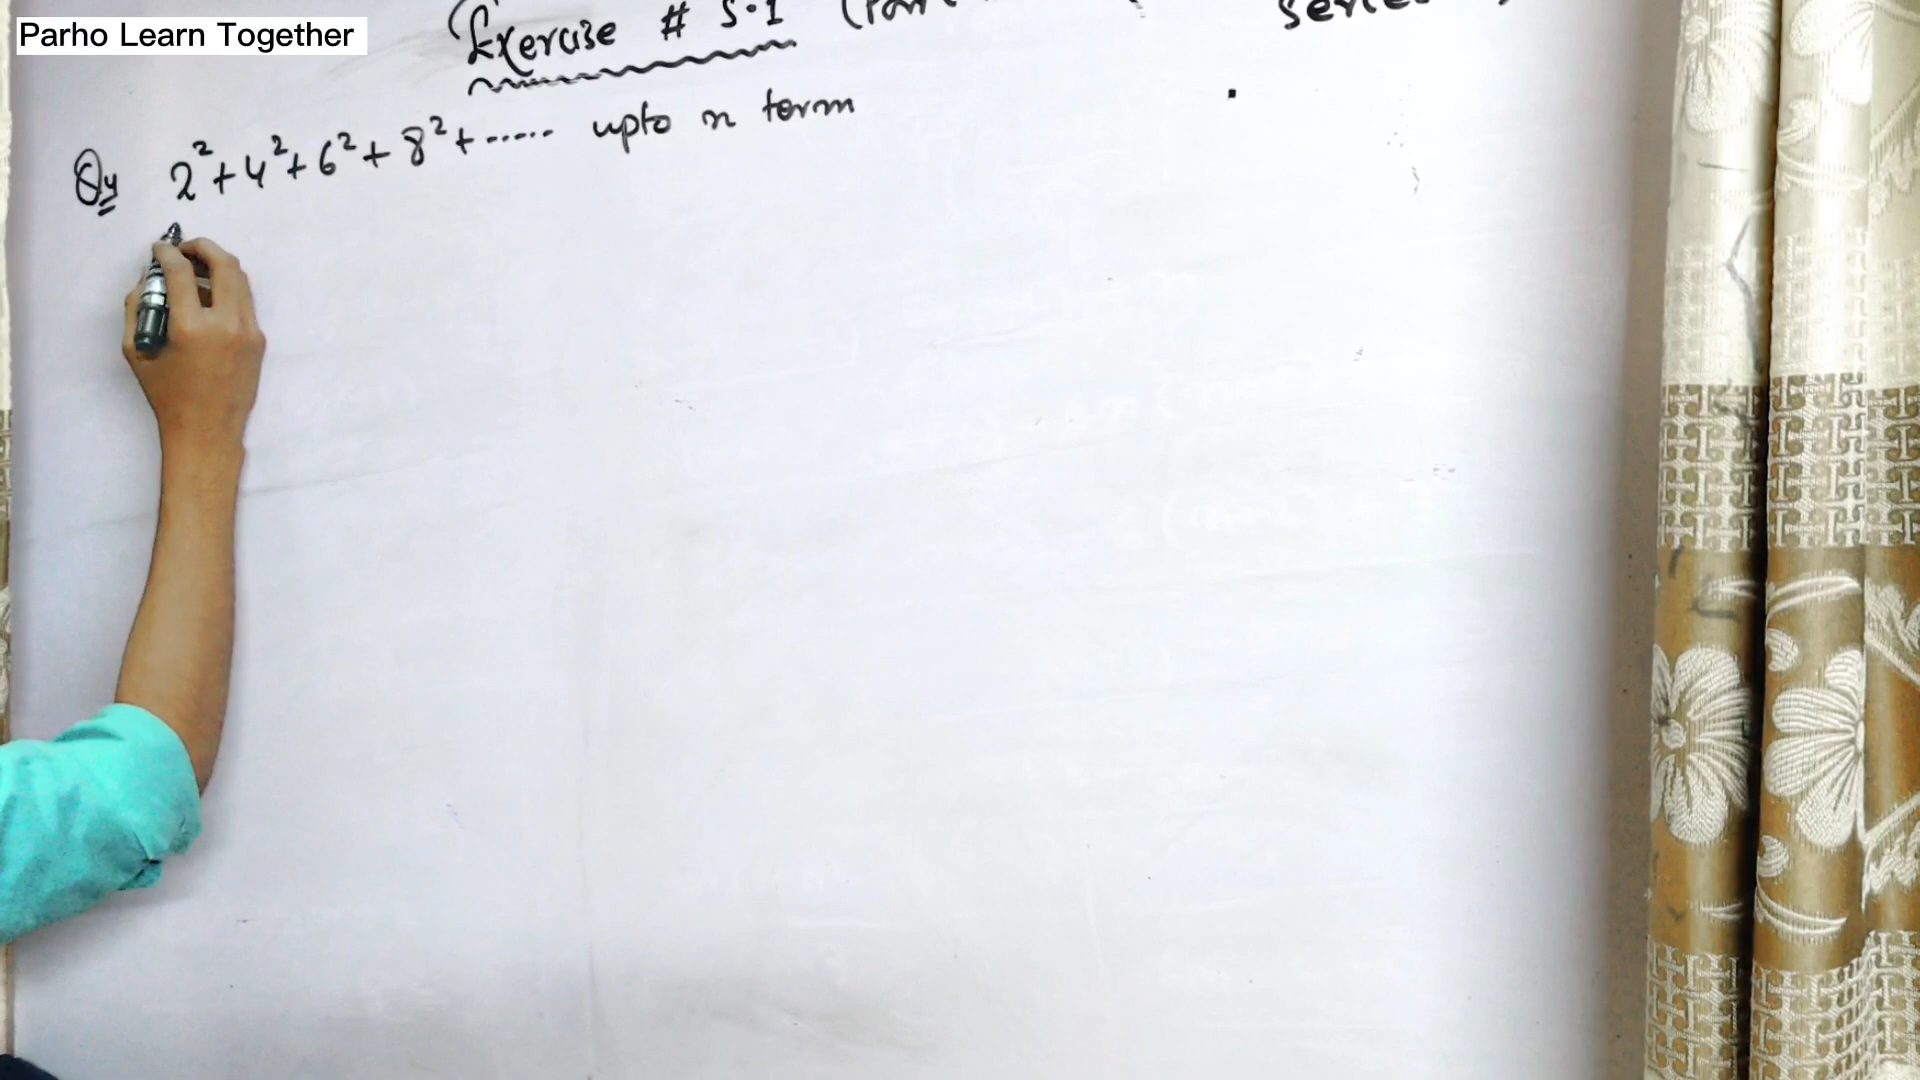 Parho Learn Together
Exercise # 5.1
Q4 2² + 4² + 6² + 8² + ...... upto n term